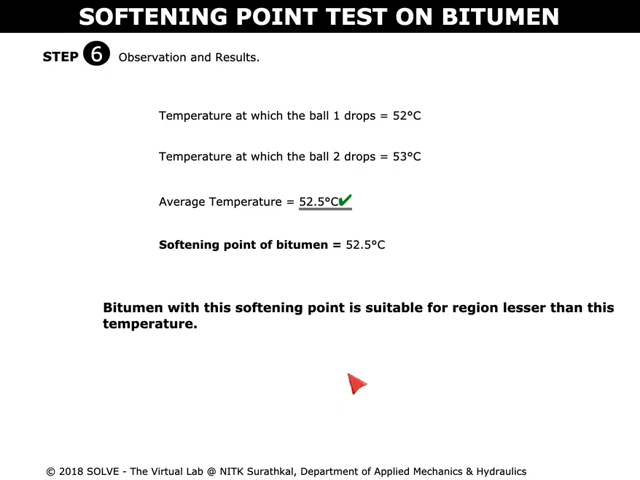 SOFTENING POINT TEST ON BITUMEN
STEP 6 Observation and Results.
Temperature at which the ball 1 drops = 52°C
Temperature at which the ball 2 drops = 53°C
Average Temperature = 52.5°C✔
Softening point of bitumen = 52.5°C
Bitumen with this softening point is suitable for region lesser than this
temperature.
© 2018 SOLVE - The Virtual Lab @ NITK Surathkal, Department of Applied Mechanics & Hydraulics